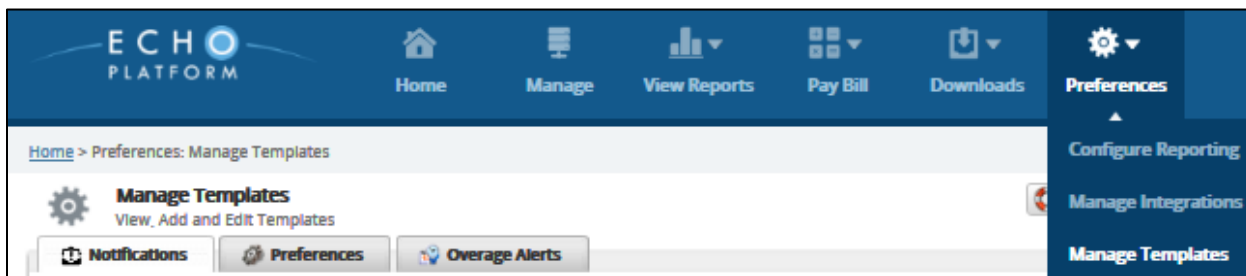 ECHO
PLATFORM
Home
Manage
View Reports
Pay Bill
Downloads
Preferences
Home > Preferences: Manage Templates
Configure Reporting
Manage Templates
View, Add and Edit Templates
Manage Integrations
Notifications
Preferences
Overage Alerts
Manage Templates